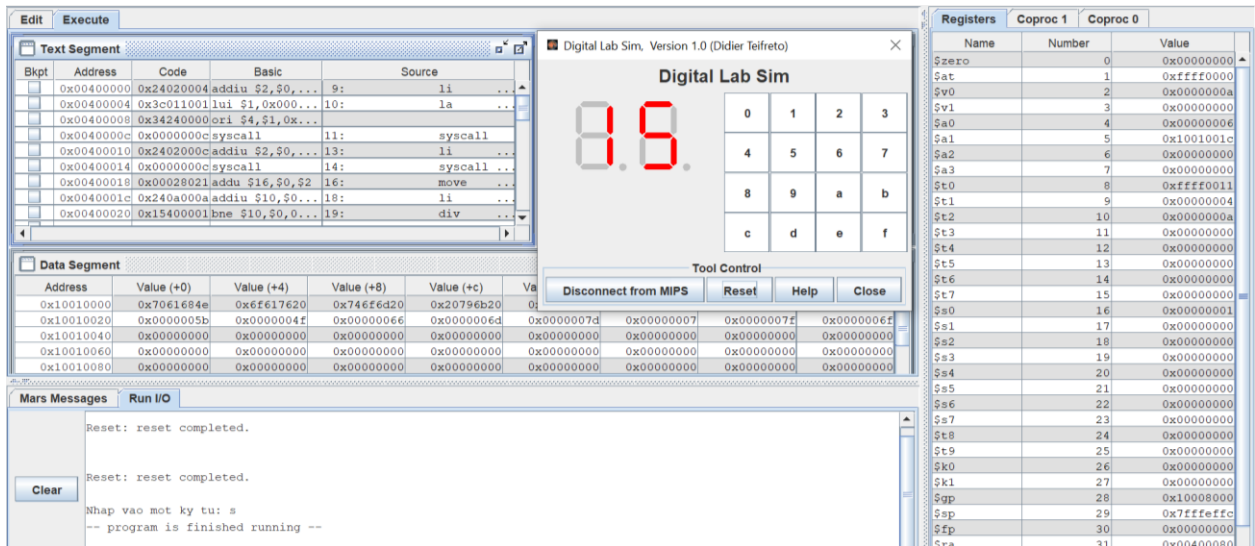 Edit Execute
Text Segment
Bkpt Address Code Basic Source
0x00400000 0x24020004 addiu $2,$0,... 9: li ...
0x00400004 0x3c011001 lui $1,0x000... 10: la ...
0x00400008 0x34240000 ori $4,$1,0x...
0x0040000c 0x0000000c syscall 11: syscall
0x00400010 0x2402000c addiu $2,$0,... 13: li ...
0x00400014 0x0000000c syscall 14: syscall ...
0x00400018 0x00028021 addu $16,$0,$2 16: move ...
0x0040001c 0x240a000a addiu $10,$0... 18: li ...
0x00400020 0x15400001 bne $10,$0,0... 19: div ...
Data Segment
Address Value (+0) Value (+4) Value (+8) Value (+c) Va
0x10010000 0x7061684e 0x6f617620 0x746f6d20 0x20796b20
0x10010020 0x0000005b 0x0000004f 0x00000066 0x0000006d 0x0000007d 0x00000007 0x0000007f 0x0000006f
0x10010040 0x00000000 0x00000000 0x00000000 0x00000000 0x00000000 0x00000000 0x00000000 0x00000000
0x10010060 0x00000000 0x00000000 0x00000000 0x00000000 0x00000000 0x00000000 0x00000000 0x00000000
0x10010080 0x00000000 0x00000000 0x00000000 0x00000000 0x00000000 0x00000000 0x00000000 0x00000000
Digital Lab Sim, Version 1.0 (Didier Teifreto)
Digital Lab Sim
15
0 1 2 3
4 5 6 7
8 9 a b
c d e f
Tool Control
Disconnect from MIPS Reset Help Close
Mars Messages Run I/O
Clear
Reset: reset completed.
Reset: reset completed.
Nhap vao mot ky tu: s
-- program is finished running --
Registers Coproc 1 Coproc 0
Name Number Value
$zero 0 0x00000000
$at 1 0xffff0000
$v0 2 0x0000000a
$v1 3 0x00000000
$a0 4 0x00000006
$a1 5 0x1001001c
$a2 6 0x00000000
$a3 7 0x00000000
$t0 8 0xffff0011
$t1 9 0x00000004
$t2 10 0x0000000a
$t3 11 0x00000000
$t4 12 0x00000000
$t5 13 0x00000000
$t6 14 0x00000000
$t7 15 0x00000000
$s0 16 0x00000001
$s1 17 0x00000000
$s2 18 0x00000000
$s3 19 0x00000000
$s4 20 0x00000000
$s5 21 0x00000000
$s6 22 0x00000000
$s7 23 0x00000000
$t8 24 0x00000000
$t9 25 0x00000000
$k0 26 0x00000000
$k1 27 0x00000000
$gp 28 0x10008000
$sp 29 0x7fffeffc
$fp 30 0x00000000
$ra 31 0x00400080